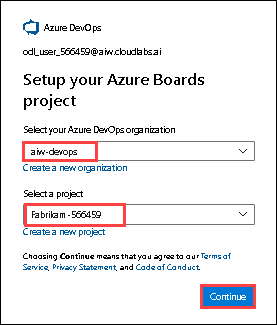 Azure DevOps
odl_user_566459@aiw.cloudlabs.ai
Setup your Azure Boards
project
Select your Azure DevOps organization
aiw-devops
Create a new organization
Select a project
Fabrikam-566459
Create a new project
Choosing Continue means that you agree to our Terms of
Service, Privacy Statement, and Code of Conduct.
Continue